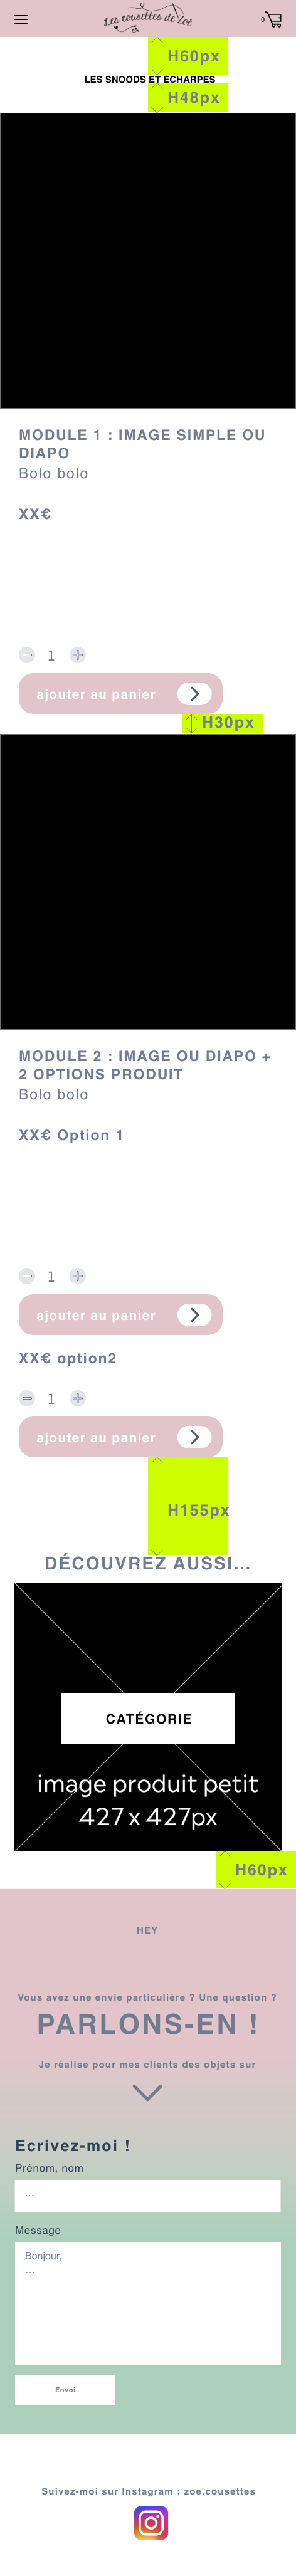 Les cousettes de Zoé
0
H60px
LES SNOODS ET ÉCHARPES
H48px
MODULE 1 : IMAGE SIMPLE OU
DIAPO
Bolo bolo
XX€
1
ajouter au panier
H30px
MODULE 2 : IMAGE OU DIAPO +
2 OPTIONS PRODUIT
Bolo bolo
XX€ Option 1
1
ajouter au panier
XX€ option2
1
ajouter au panier
H155px
DÉCOUVREZ AUSSI...
CATÉGORIE
image produit petit
427 x 427px
H60px
HEY
Vous avez une envie particulière ? Une question ?
PARLONS-EN !
Je réalise pour mes clients des objets sur
Ecrivez-moi !
Prénom, nom
...
Message
Bonjour,
...
Envoi
Suivez-moi sur Instagram : zoe.cousettes